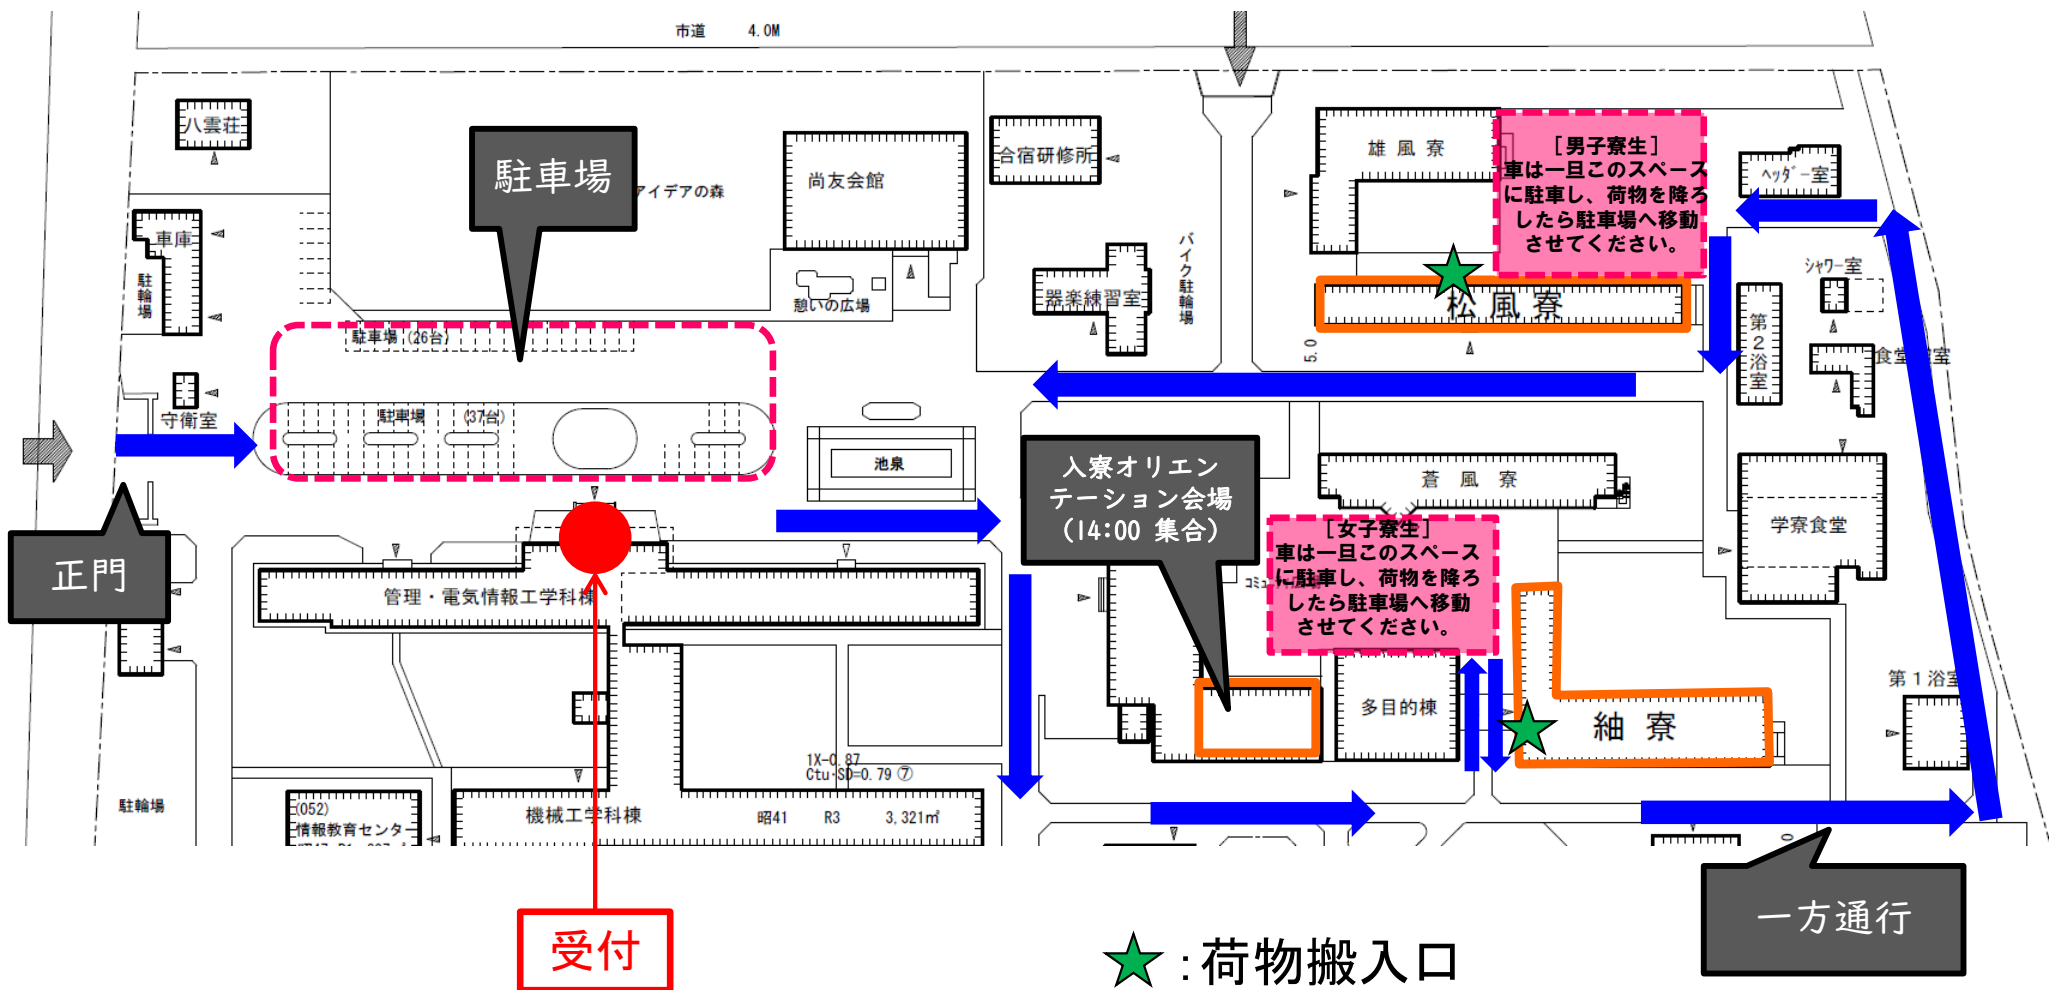 市道 4.0M
八雲荘
駐車場
アイデアの森
尚友会館
合宿研修所
雄風寮
[男子寮生]
車は一旦このスペース
に駐車し、荷物を降ろ
したら駐車場へ移動
させてください。
ヘッダー室
車庫
駐輪場
憩いの広場
器楽練習室
バイク駐輪場
松風寮
シャワー室
第2浴室
5.0
駐車場(26台)
守衛室
駐車場 (37台)
池泉
入寮オリエン
テーション会場
(14:00 集合)
蒼風寮
学寮食堂
正門
[女子寮生]
車は一旦このスペース
に駐車し、荷物を降ろ
したら駐車場へ移動
させてください。
管理・電気情報工学科棟
多目的棟
紬寮
第1浴室
1X-0.87
Ctu·SD=0.79 ⑦
駐輪場
(052)
情報教育センター
機械工学科棟 昭41 R3 3,321㎡
一方通行
受付
★:荷物搬入口